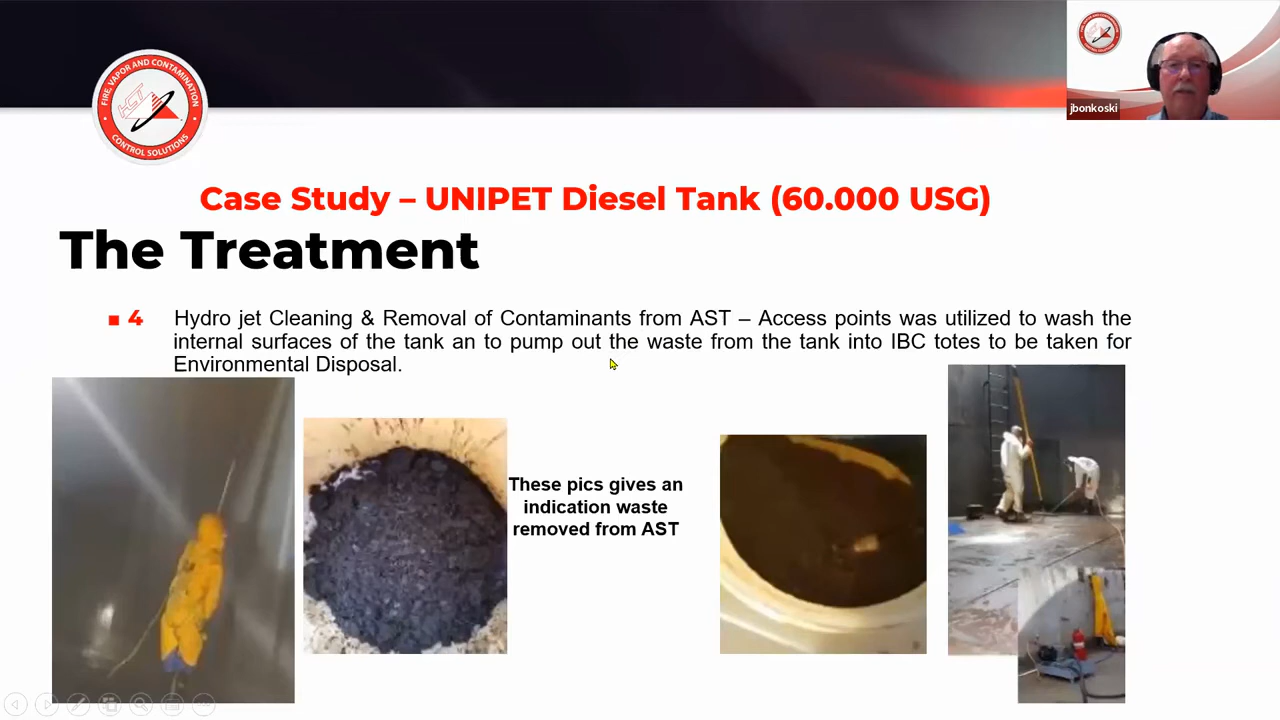 FIRE, VAPOR AND CONTAMINATION
HCT
CONTROL SOLUTIONS
jbonkoski
Case Study – UNIPET Diesel Tank (60.000 USG)
The Treatment
4 Hydro jet Cleaning & Removal of Contaminants from AST – Access points was utilized to wash the
internal surfaces of the tank an to pump out the waste from the tank into IBC totes to be taken for
Environmental Disposal.
These pics gives an
indication waste
removed from AST